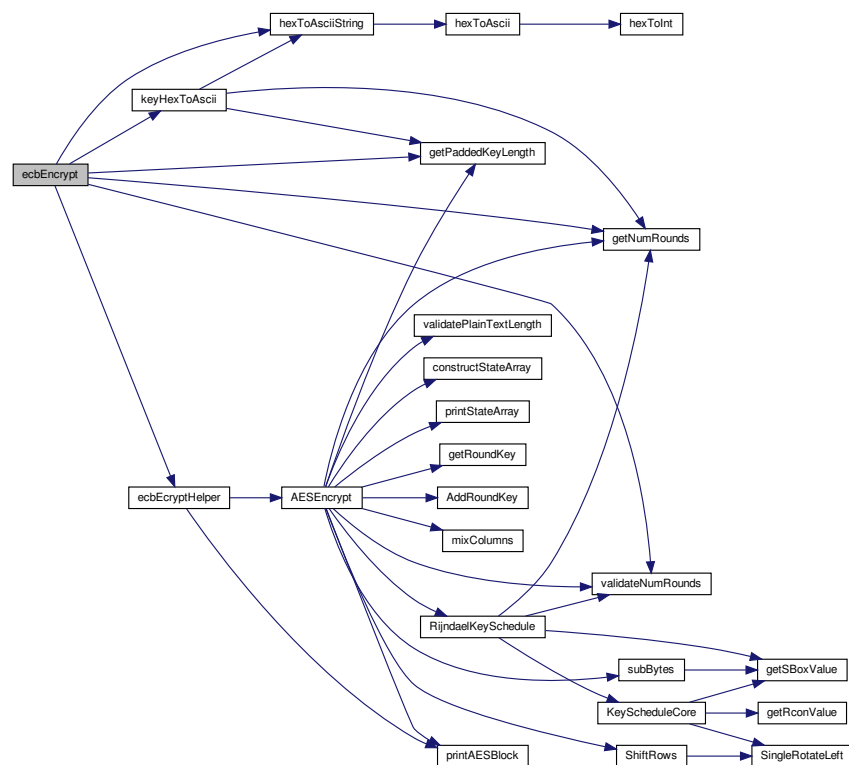 hexToAsciiString
hexToAscii
hexToInt
keyHexToAscii
getPaddedKeyLength
ecbEncrypt
getNumRounds
validatePlainTextLength
constructStateArray
printStateArray
getRoundKey
ecbEcryptHelper
AESEncrypt
AddRoundKey
mixColumns
validateNumRounds
RijndaelKeySchedule
subBytes
getSBoxValue
KeyScheduleCore
getRconValue
printAESBlock
ShiftRows
SingleRotateLeft